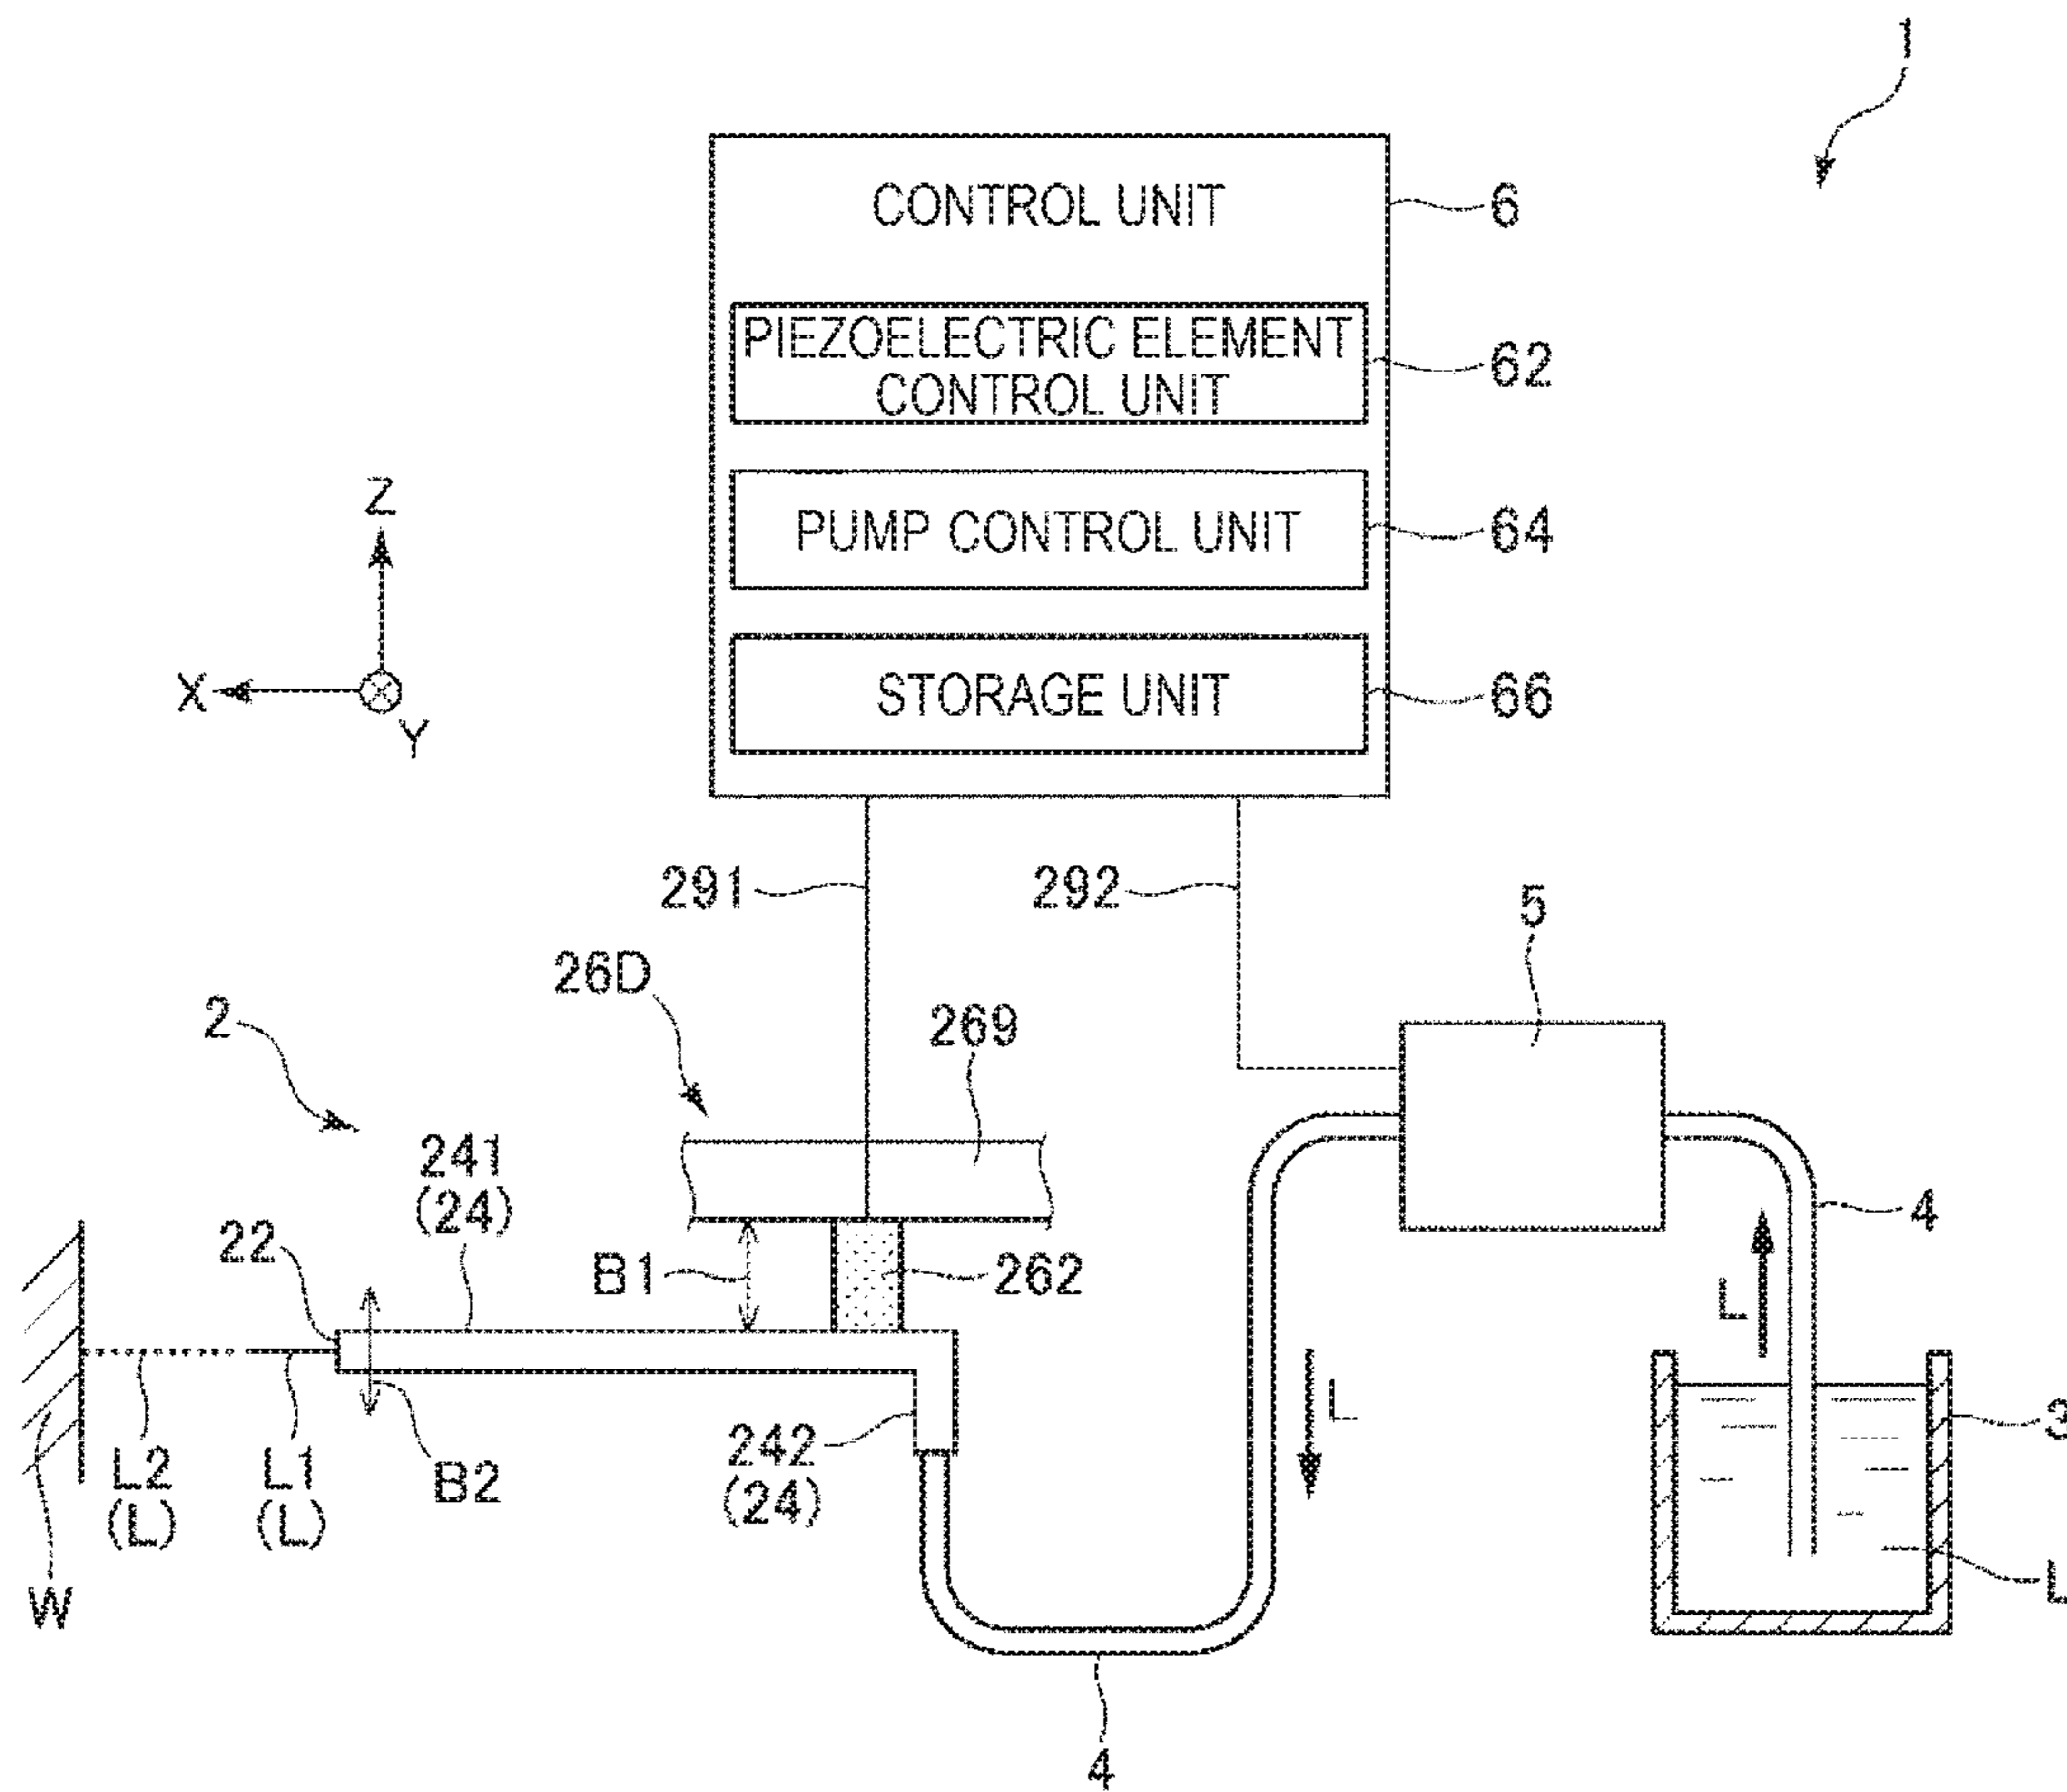 1
CONTROL UNIT
6
PIEZOELECTRIC ELEMENT
CONTROL UNIT
62
PUMP CONTROL UNIT
64
STORAGE UNIT
66
Z
X
Y
291
292
5
26D
269
2
241
(24)
22
B1
262
4
L
L
3
L
242
(24)
B2
L2
(L)
L1
(L)
W
4